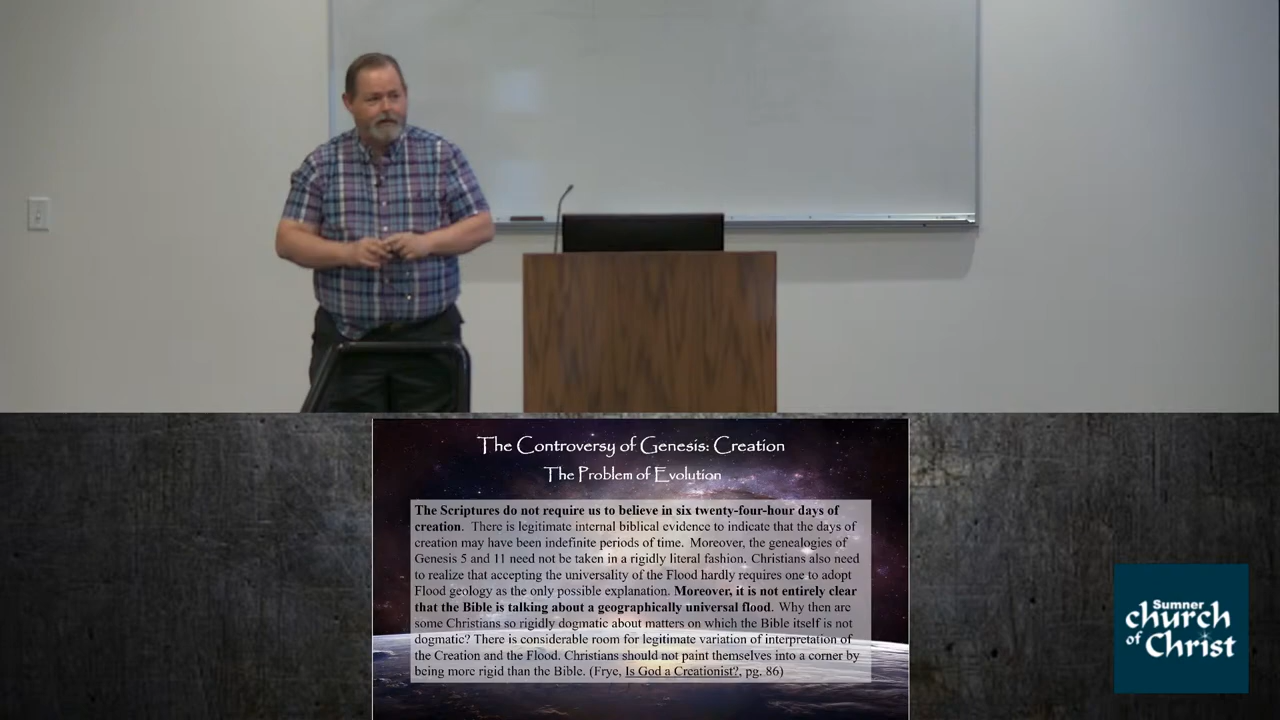 The Controversy of Genesis: Creation
The Problem of Evolution
The Scriptures do not require us to believe in six twenty-four-hour days of
creation. There is legitimate internal biblical evidence to indicate that the days of
creation may have been indefinite periods of time. Moreover, the genealogies of
Genesis 5 and 11 need not be taken in a rigidly literal fashion. Christians also need
to realize that accepting the universality of the Flood hardly requires one to adopt
Flood geology as the only possible explanation. Moreover, it is not entirely clear
that the Bible is talking about a geographically universal flood. Why then are
some Christians so rigidly dogmatic about matters on which the Bible itself is not
dogmatic? There is considerable room for legitimate variation of interpretation of
the Creation and the Flood. Christians should not paint themselves into a corner by
being more rigid than the Bible. (Frye, Is God a Creationist?, pg. 86)
Sumner
church
of Christ